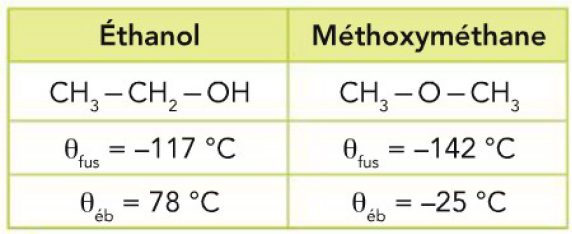 Éthanol Méthoxyméthane
CH₃ – CH₂ – OH CH₃ – O – CH₃
θfus = –117 °C θfus = –142 °C
θéb = 78 °C θéb = –25 °C